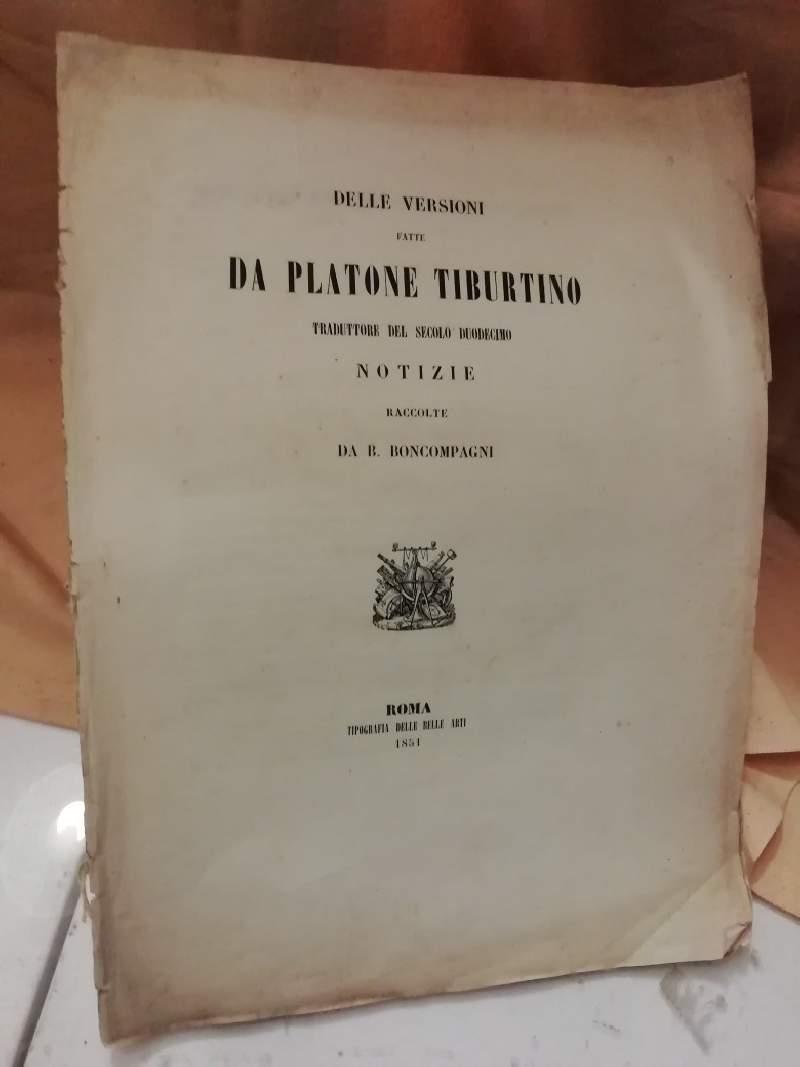 DELLE VERSIONI
FATTE
DA PLATONE TIBURTINO
TRADUTTORE DEL SECOLO DUODECIMO
NOTIZIE
RACCOLTE
DA B. BONCOMPAGNI
ROMA
TIPOGRAFIA DELLE BELLE ARTI
1851